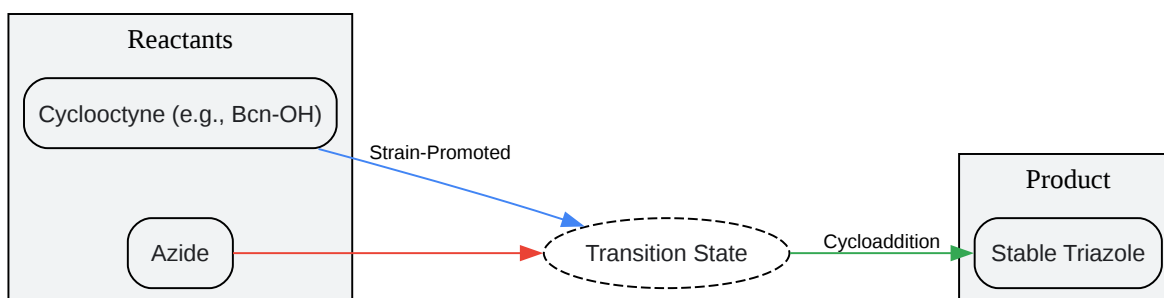 Reactants
Cyclooctyne (e.g., Bcn-OH)
Strain-Promoted
Azide
Transition State
Cycloaddition
Product
Stable Triazole